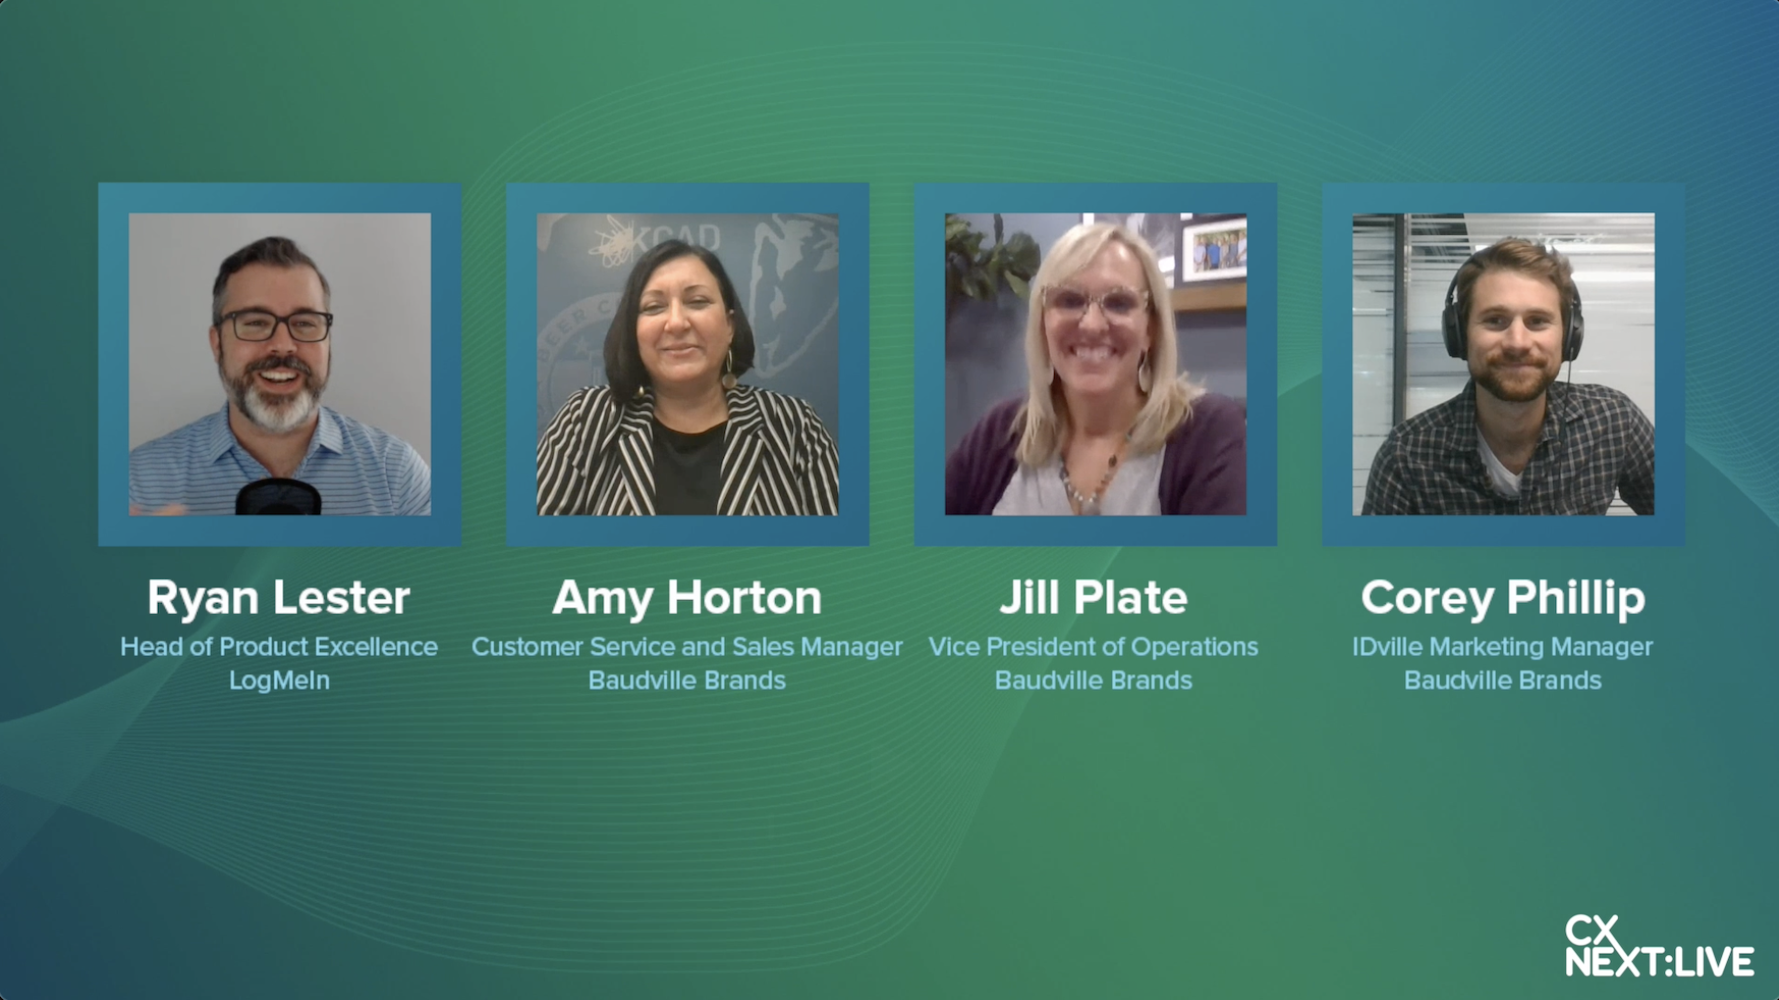 KCAD
Ryan Lester
Head of Product Excellence
LogMeIn
Amy Horton
Customer Service and Sales Manager
Baudville Brands
Jill Plate
Vice President of Operations
Baudville Brands
Corey Phillip
IDville Marketing Manager
Baudville Brands
CX
NEXT:LIVE